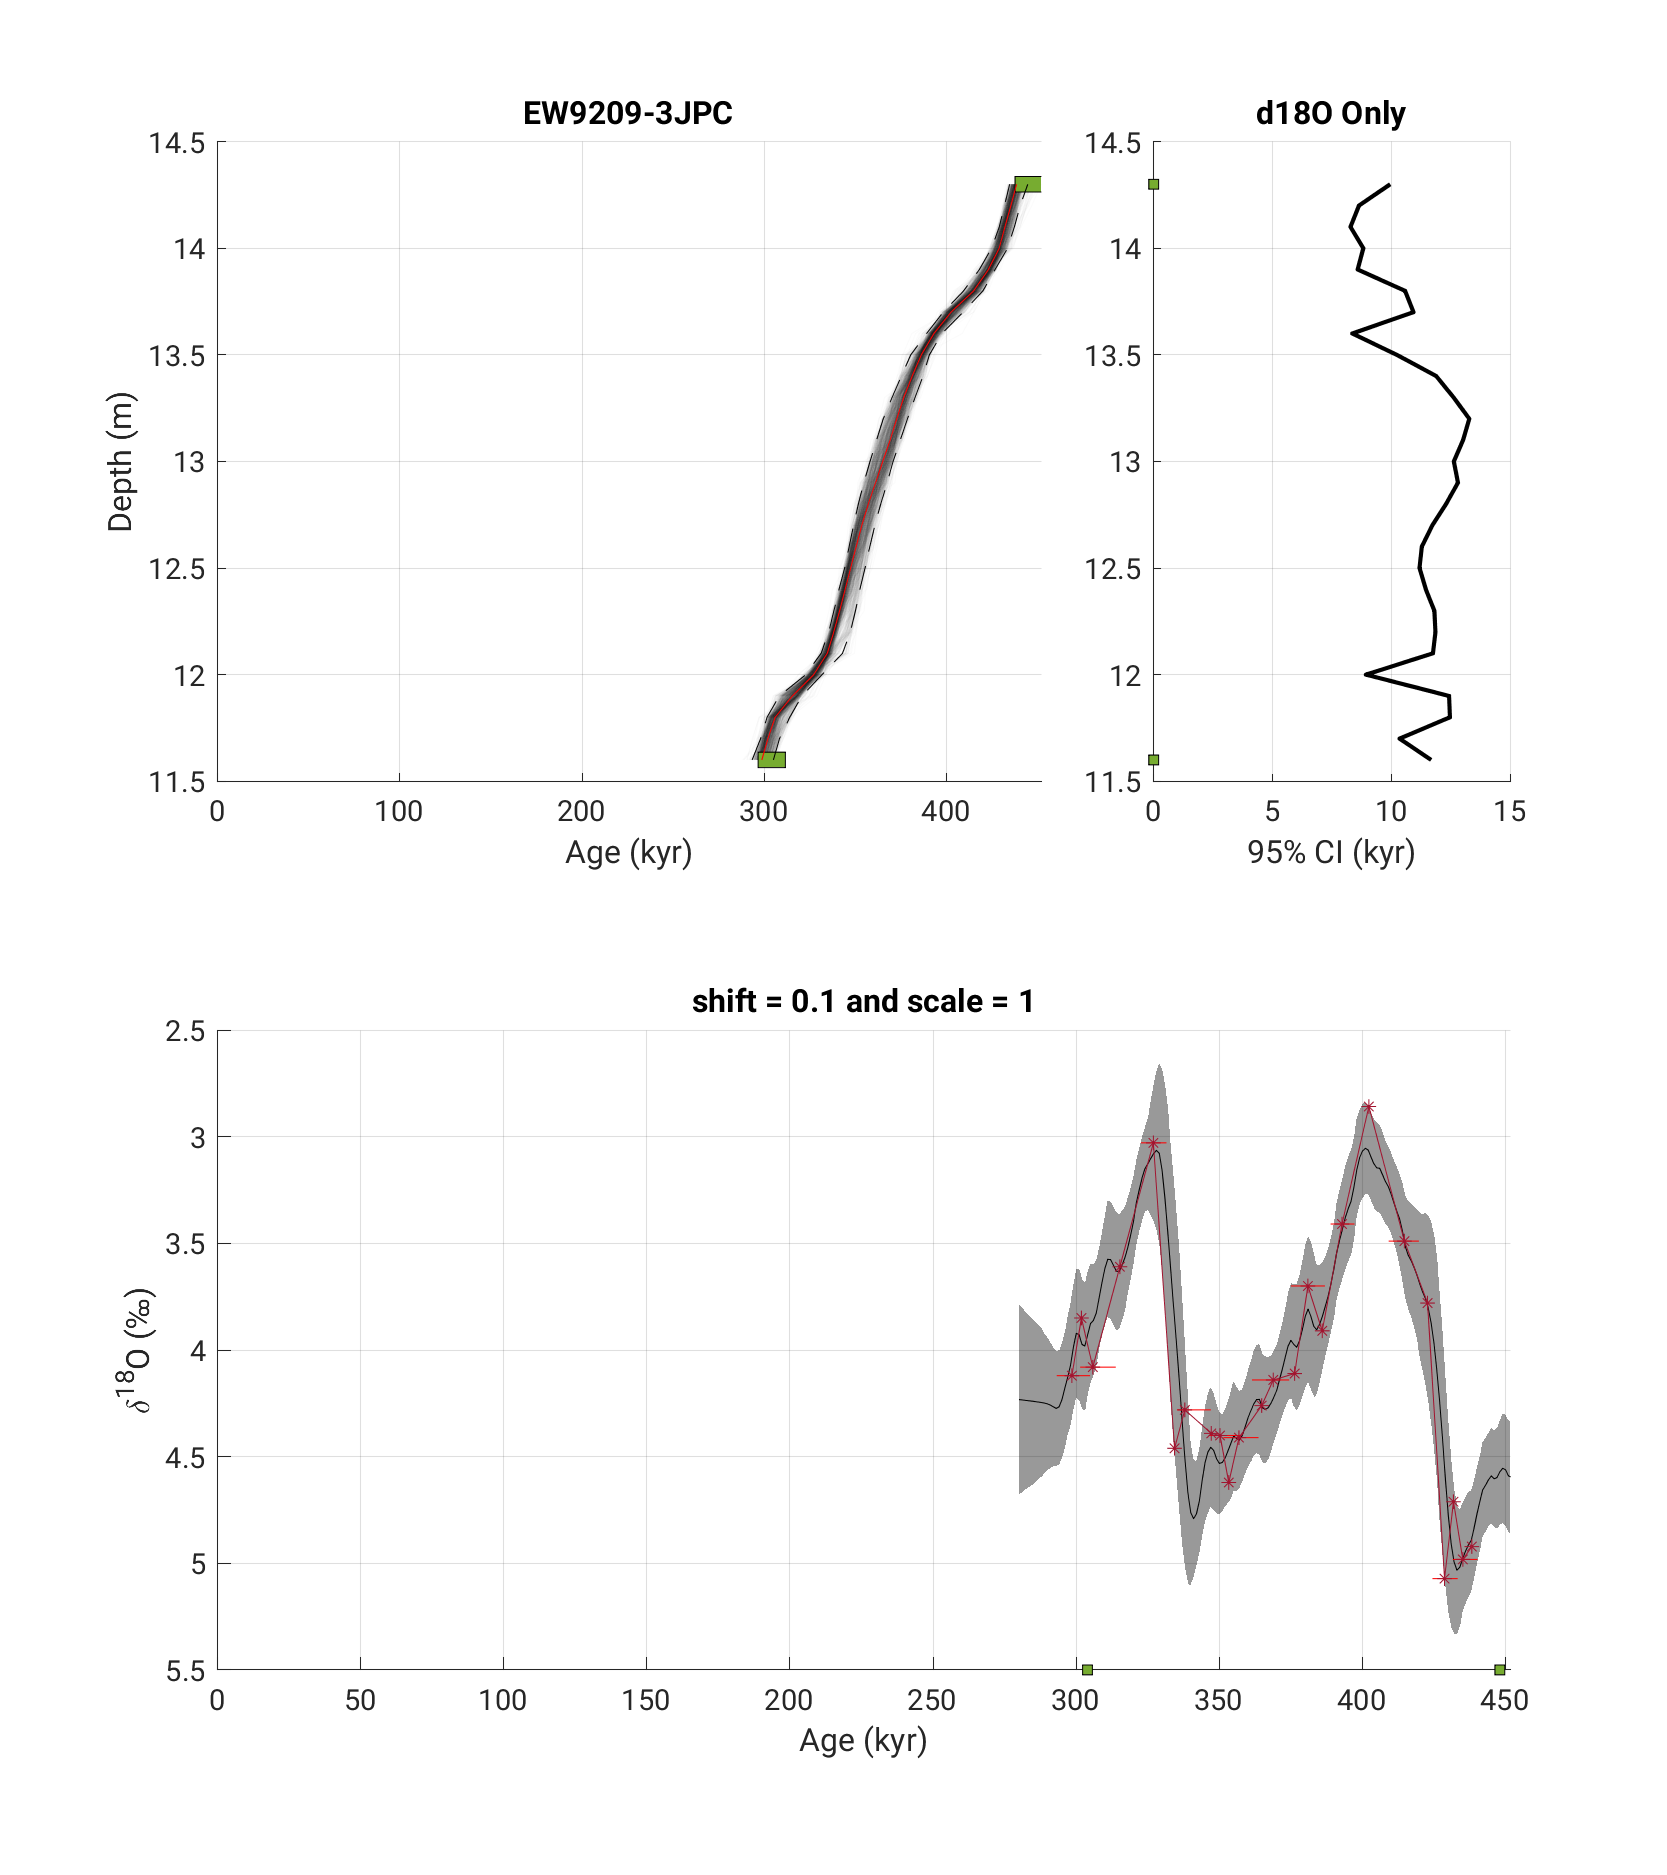 EW9209-3JPC
d18O Only
14.5
14
13.5
13
12.5
12
11.5
Depth (m)
0 100 200 300 400
Age (kyr)
14.5
14
13.5
13
12.5
12
11.5
0 5 10 15
95% CI (kyr)
shift = 0.1 and scale = 1
2.5
3
3.5
4
4.5
5
5.5
δ18O (‰)
0 50 100 150 200 250 300 350 400 450
Age (kyr)